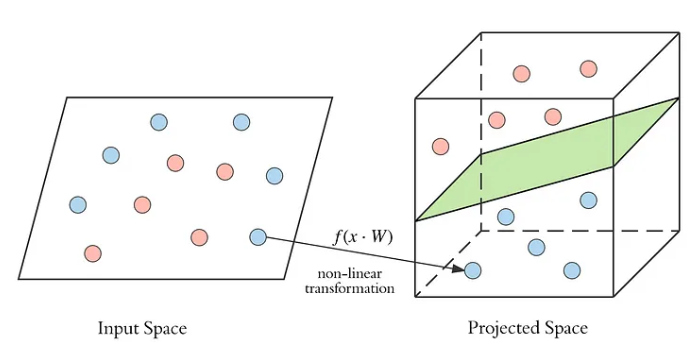 f(x · W)
non-linear
transformation
Input Space
Projected Space